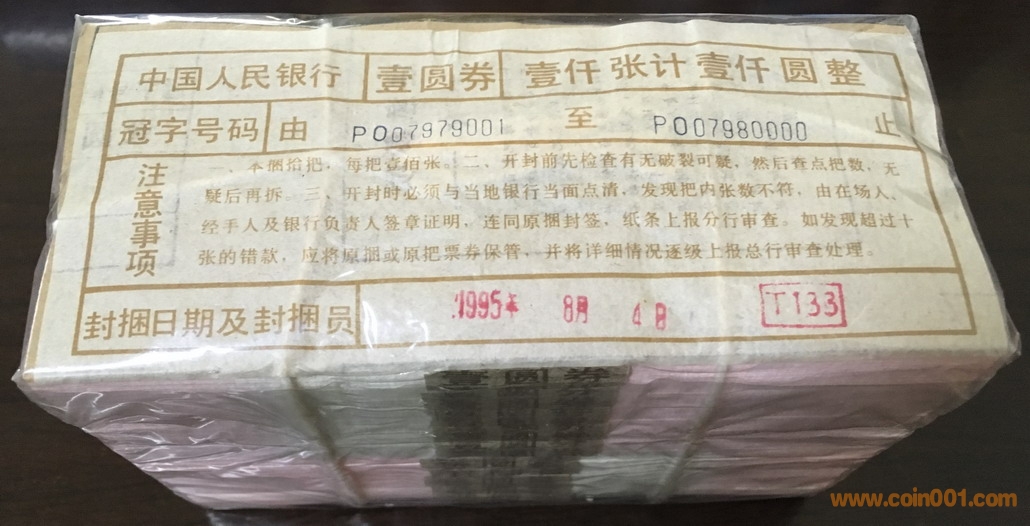 中国人民银行 壹圆券 壹仟张计壹仟圆整
冠字号码 由 PO07979001 至 PO07980000 止
注意事项
一、本捆拾把，每把壹佰张。二、开封前先检查有无破裂可疑，然后查点把数，无
疑后再拆。三、开封时必须与当地银行当面点清，发现把内张数不符，由在场人、
经手人及银行负责人签章证明，连同原捆封签，纸条上报分行审查。如发现超过十
张的错款，应将原捆或原把票券保管，并将详细情况逐级上报总行审查处理。
封捆日期及封捆员 1995年 8月 4日 T133
壹圆券
www.coin001.com